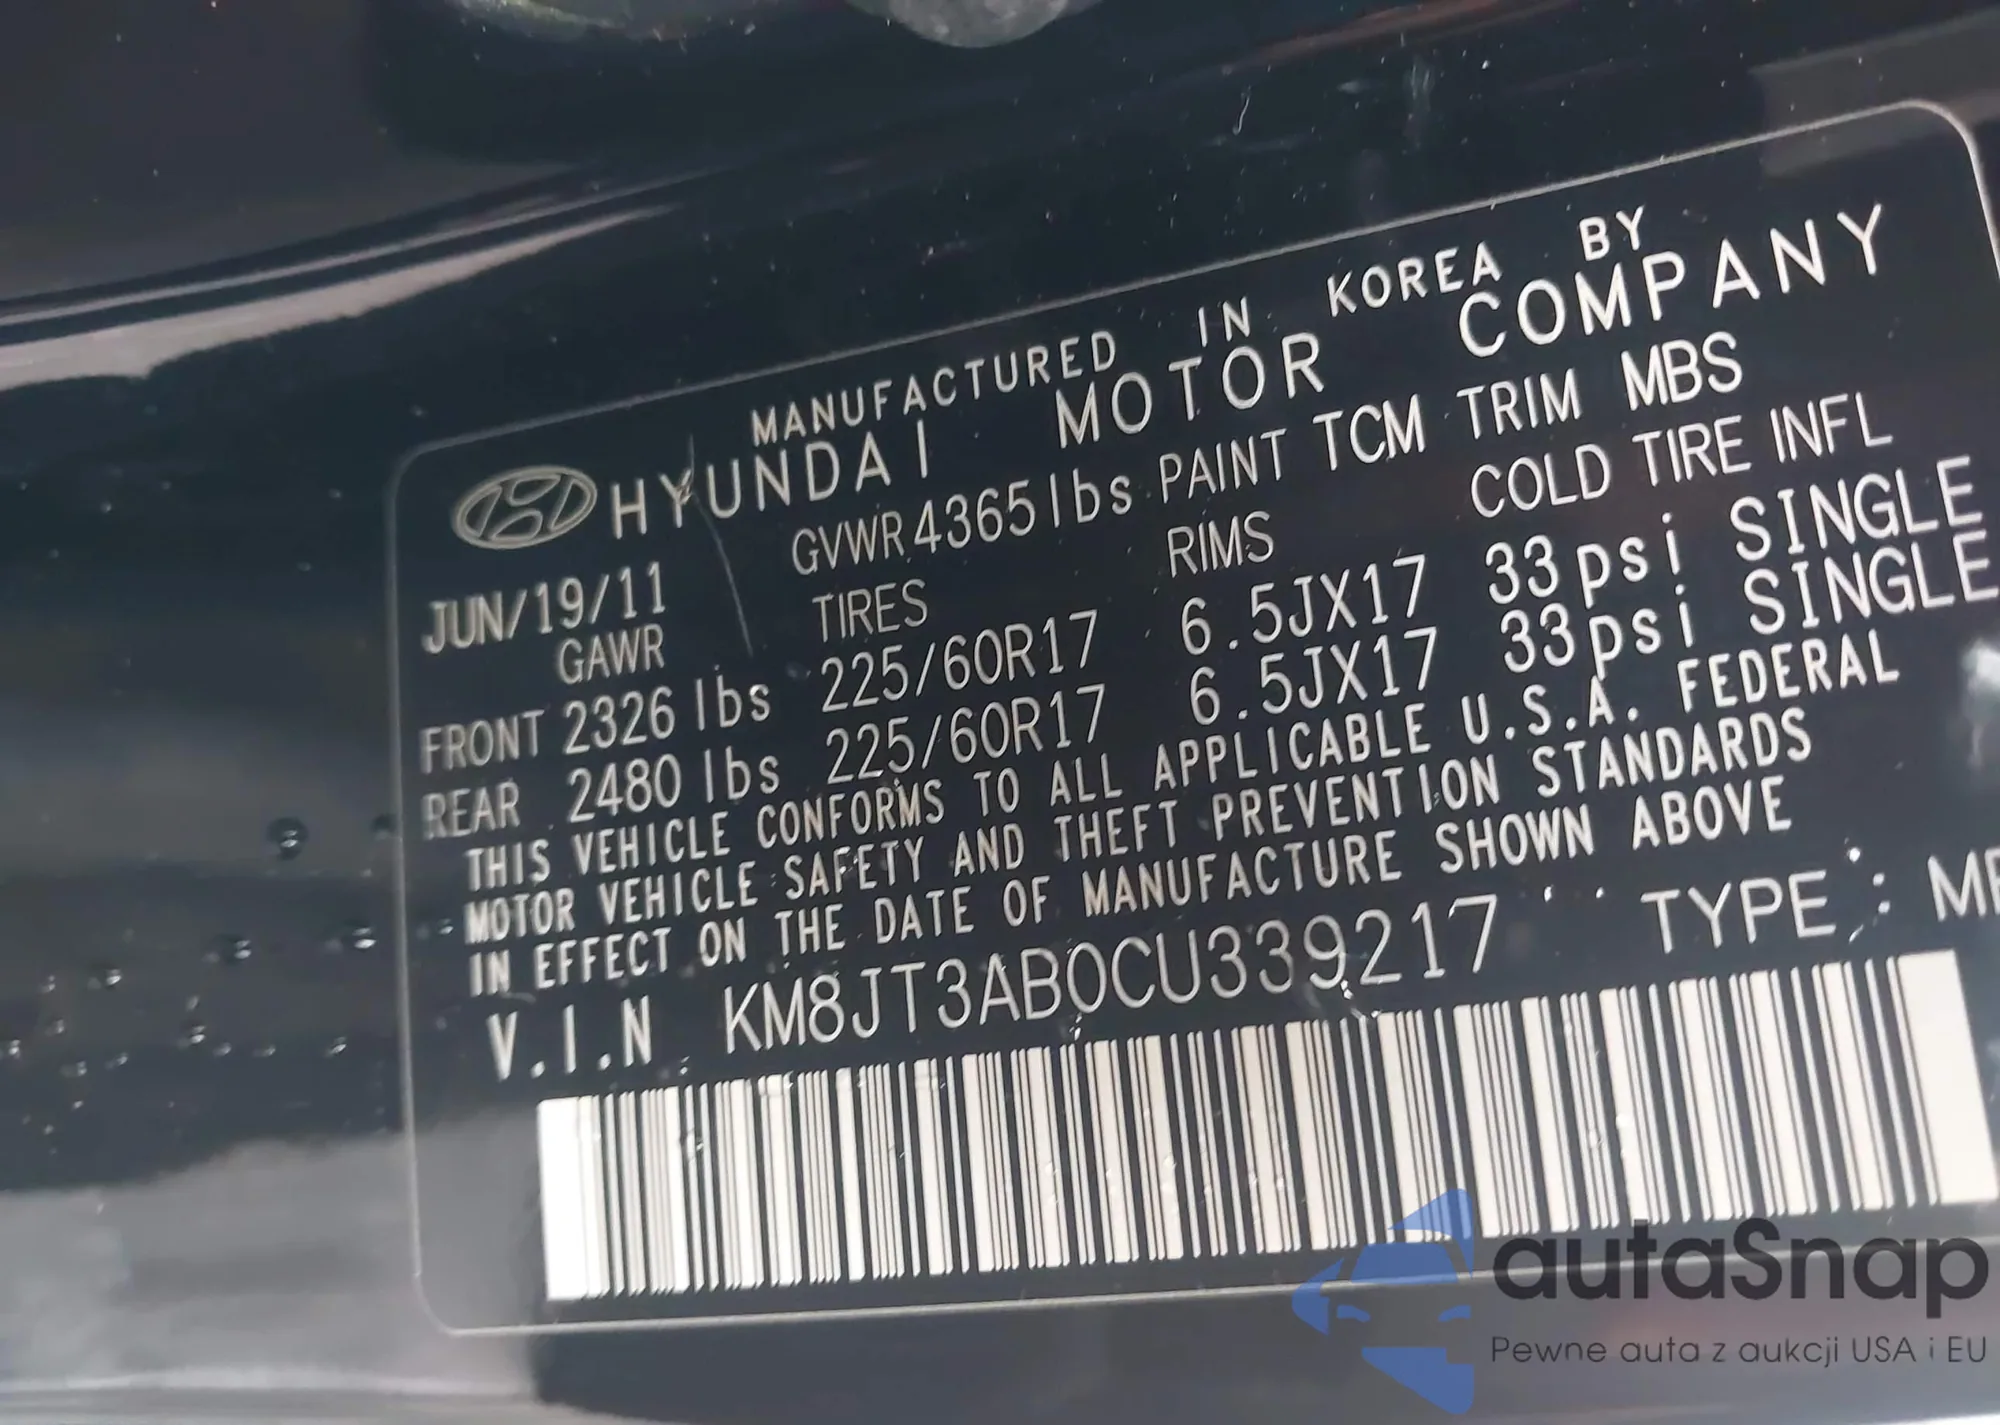 MANUFACTURED IN KOREA BY
HYUNDAI MOTOR COMPANY
JUN/19/11 GVWR 4365 lbs PAINT TCM TRIM MBS
GAWR TIRES RIMS COLD TIRE INFL
FRONT 2326 lbs 225/60R17 6.5JX17 33psi SINGLE
REAR 2480 lbs 225/60R17 6.5JX17 33psi SINGLE
THIS VEHICLE CONFORMS TO ALL APPLICABLE U.S.A. FEDERAL
MOTOR VEHICLE SAFETY AND THEFT PREVENTION STANDARDS
IN EFFECT ON THE DATE OF MANUFACTURE SHOWN ABOVE
V.I.N. KM8JT3AB0CU339217 TYPE :
autaSnap
Pewne auta z aukcji USA i EU